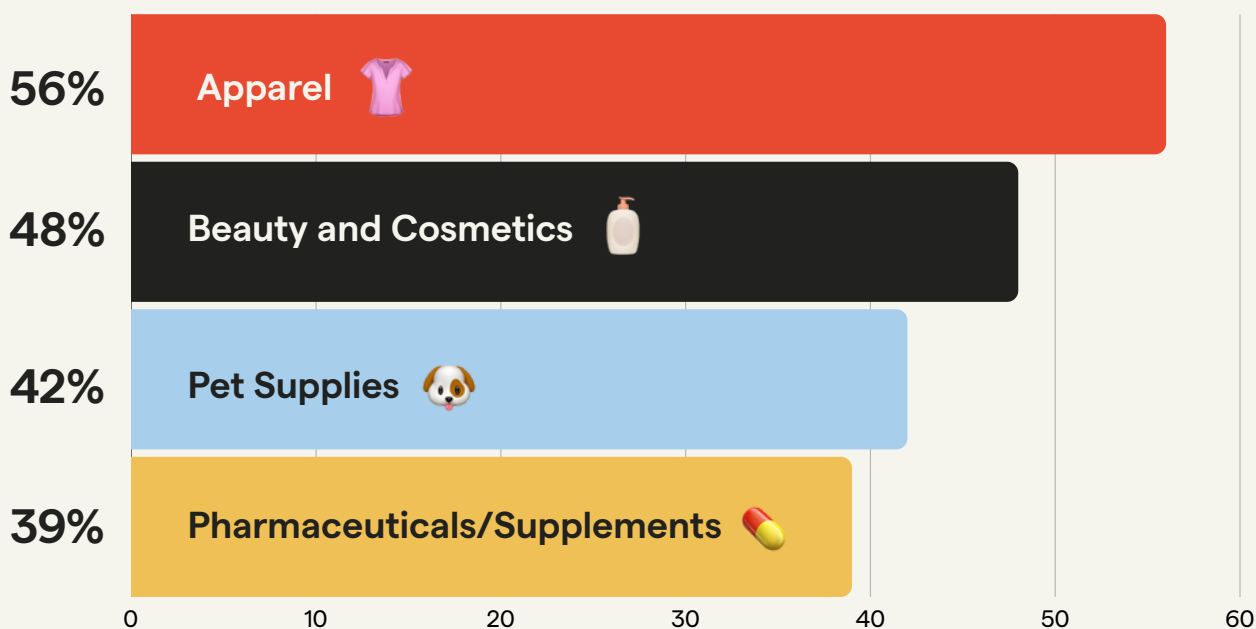 56%
Apparel
48%
Beauty and Cosmetics
42%
Pet Supplies
39%
Pharmaceuticals/Supplements
0 10 20 30 40 50 60